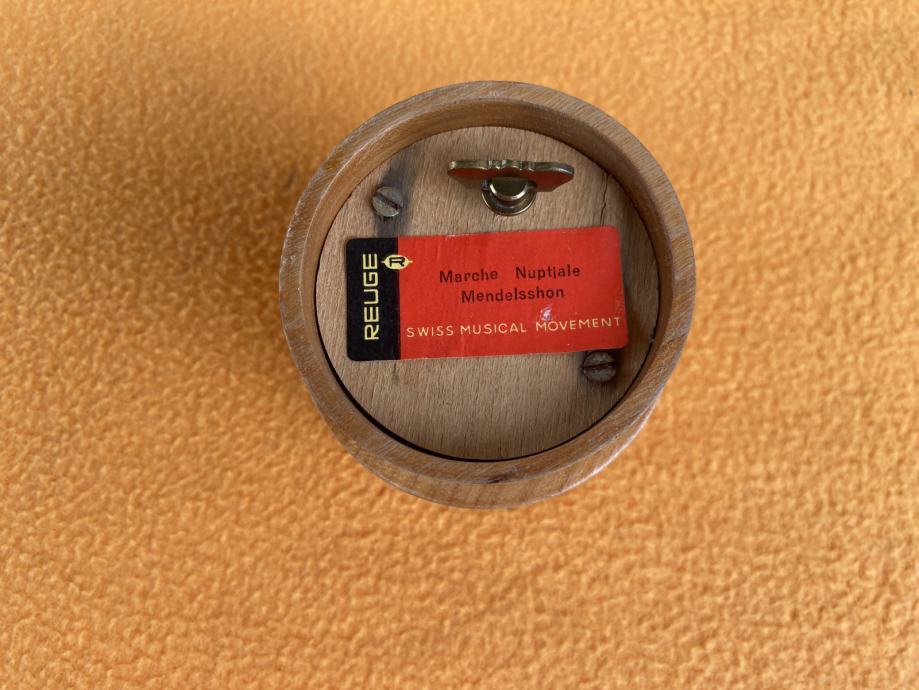 REUGE
R
Marche Nuptiale
Mendelsshon
SWISS MUSICAL MOVEMENT